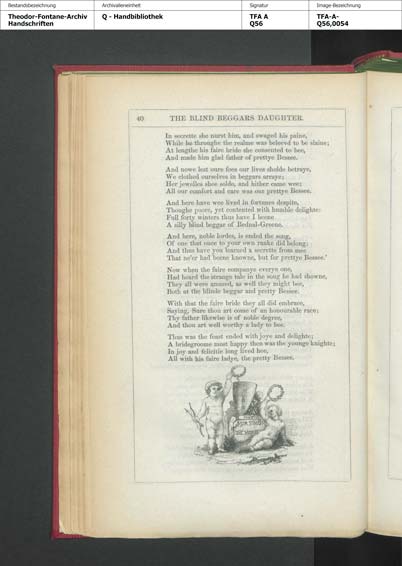 Bestandsbezeichnung
Archivalieneinheit
Signatur
Image-Bezeichnung
Theodor-Fontane-Archiv
Handschriften
Q - Handbibliothek
TFA A
Q56
TFA-A-
Q56,0054
40 THE BLIND BEGGARS DAUGHTER.
In secrette she nurst him, and swaged his paine,
While he throughe the realme was beleeved to be slaine;
At lengthe his faire bride she consented to bee,
And made him glad father of prettye Bessee.
And nowe lest oure foes our lives sholde betraye,
We clothed ourselves in beggars arraye;
Her jewelles shee solde, and hither came wee:
All our comfort and care was our prettye Bessee.
And here have wee lived in fortunes despite,
Thoughe poore, yet contented with humble delighte:
Full forty winters thus have I beene
A silly blind beggar of Bednall-Greene.
And here, noble lordes, is ended the song,
Of one that once to your own ranke did belong:
And thus have you learned a secrette from mee
That ne'er had beene knowne, but for prettye Bessee.'
Now when the faire companye everye one,
Had heard the strange tale in the song he had showne,
They all were amazed, as well they might bee,
Both at the blinde beggar and pretty Bessee.
With that the faire bride they all did embrace,
Saying, Sure thou art come of an honourable race;
Thy father likewise is of noble degree,
And thou art well worthy a lady to bee.
Thus was the feast ended with joye and delighte;
A bridegroome most happy then was the younge knighte;
In joy and felicitie long lived hee,
All with his faire ladye, the pretty Bessee.